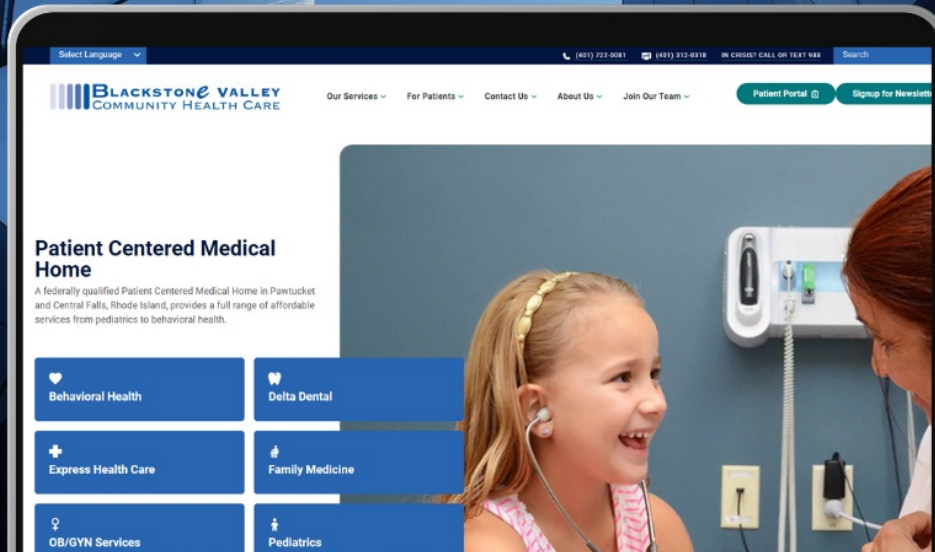 Select Language
(401) 722-0081
(401) 312-0318
IN CRISIS? CALL OR TEXT 988
Search
BLACKSTONE VALLEY
COMMUNITY HEALTH CARE
Our Services
For Patients
Contact Us
About Us
Join Our Team
Patient Portal
Signup for Newslett
Patient Centered Medical
Home
A federally qualified Patient Centered Medical Home in Pawtucket
and Central Falls, Rhode Island, provides a full range of affordable
services from pediatrics to behavioral health.
Behavioral Health
Delta Dental
Express Health Care
Family Medicine
OB/GYN Services
Pediatrics